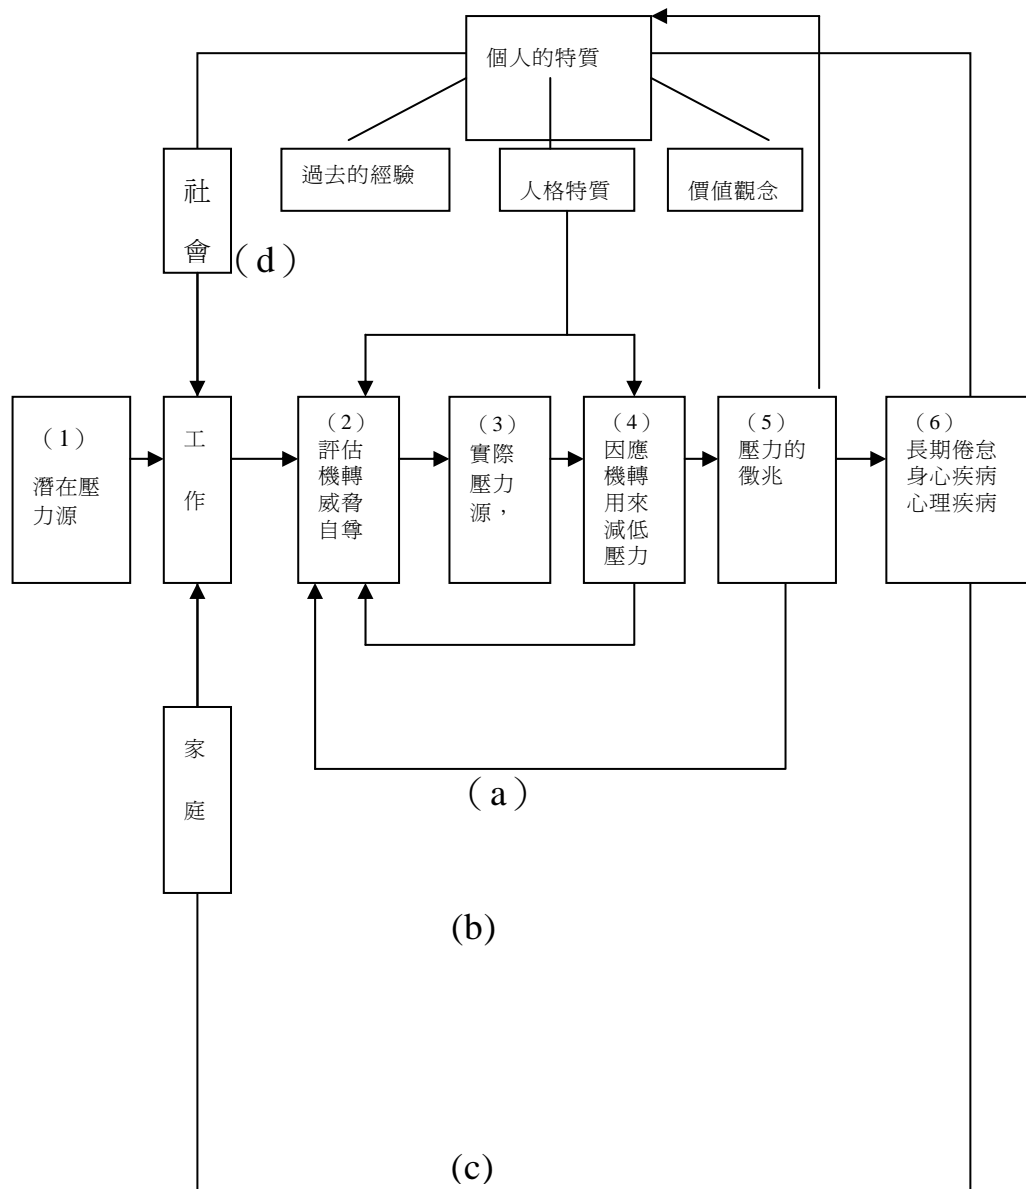 個人的特質
過去的經驗
人格特質
價值觀念
社
會
（d）
（1）
潛在壓
力源
工
作
（2）
評估
機轉
威脅
自尊
（3）
實際
壓力
源，
（4）
因應
機轉
用來
減低
壓力
（5）
壓力的
徵兆
（6）
長期倦怠
身心疾病
心理疾病
家
庭
（a）
(b)
(c)